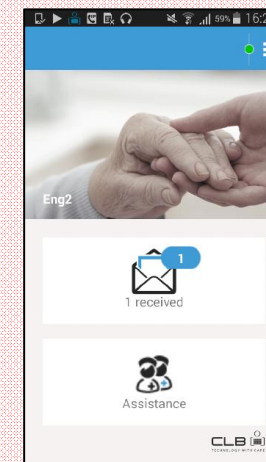 59% 16:2
Eng2
1
1 received
Assistance
CLB
TECHNOLOGY WITH CARE